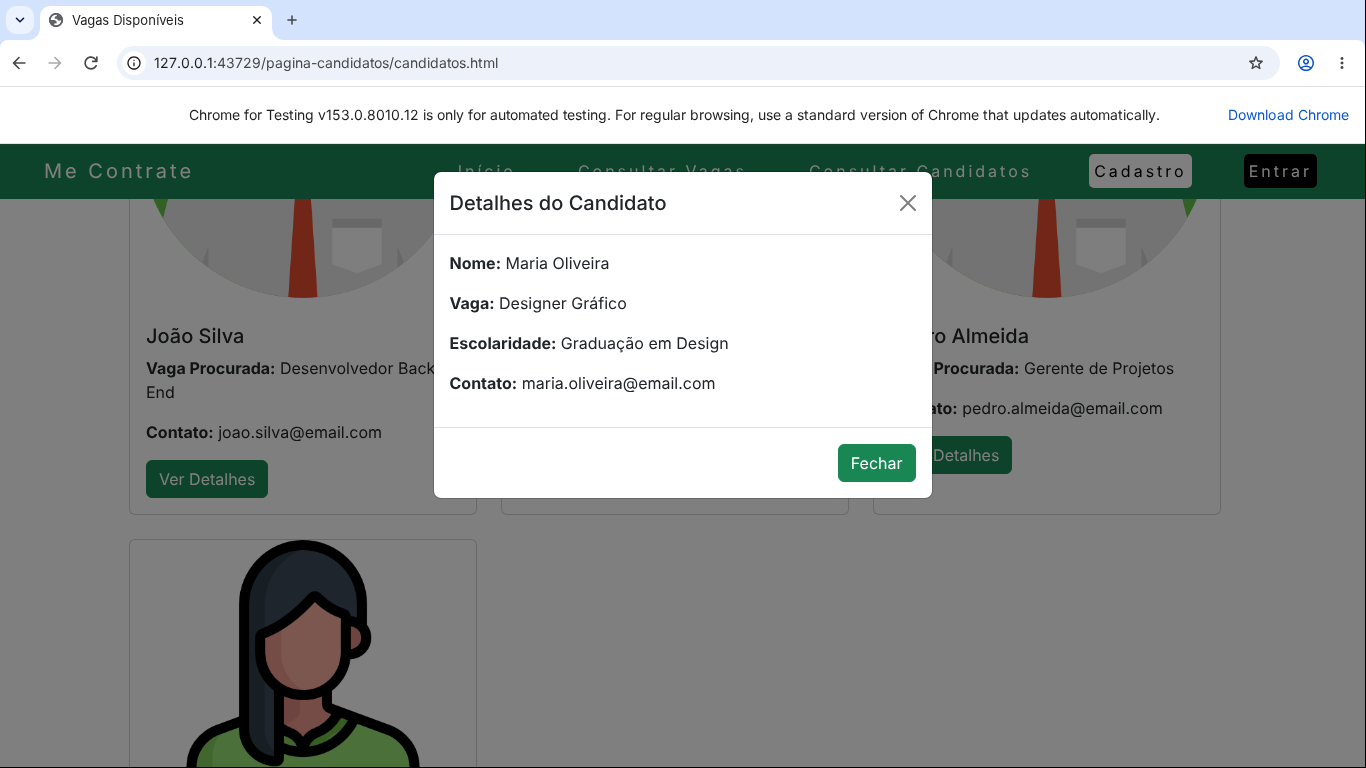 Vagas Disponíveis
127.0.0.1:43729/pagina-candidatos/candidatos.html
Chrome for Testing v153.0.8010.12 is only for automated testing. For regular browsing, use a standard version of Chrome that updates automatically.
Download Chrome
Me Contrate
Início
Consultar Vagas
Consultar Candidatos
Cadastro
Entrar
Detalhes do Candidato
Nome: Maria Oliveira
Vaga: Designer Gráfico
Escolaridade: Graduação em Design
Contato: maria.oliveira@email.com
Fechar
João Silva
Vaga Procurada: Desenvolvedor Back
End
Contato: joao.silva@email.com
Ver Detalhes
ro Almeida
Procurada: Gerente de Projetos
ato: pedro.almeida@email.com
Detalhes